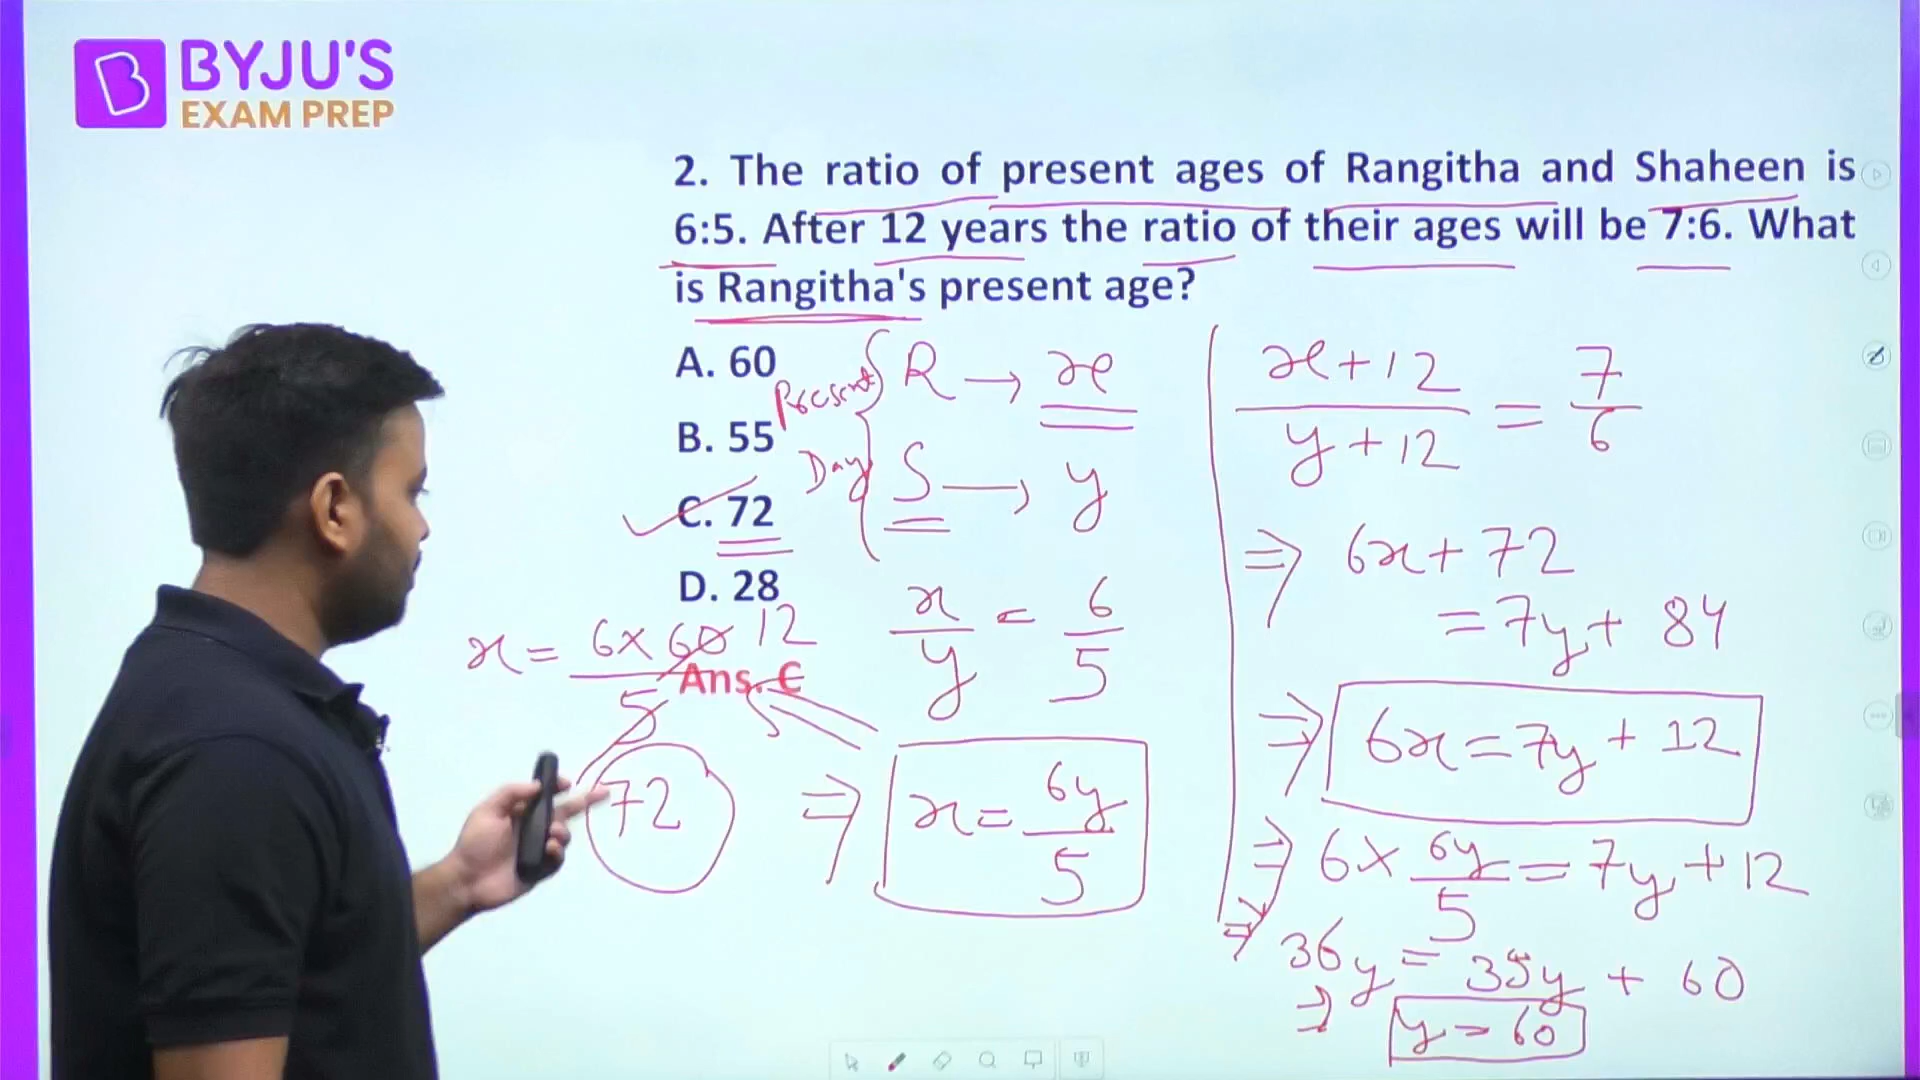 BYJU'S
EXAM PREP
2. The ratio of present ages of Rangitha and Shaheen is
6:5. After 12 years the ratio of their ages will be 7:6. What
is Rangitha's present age?
A. 60
B. 55
C. 72
D. 28
Ans. C
Present
Day
R → x
S → y
x/y = 6/5
⇒ x = 6y/5
x+12/y+12 = 7/6
⇒ 6x + 72
= 7y + 84
⇒ 6x = 7y + 12
⇒ 6 × 6y/5 = 7y + 12
⇒ 36y = 35y + 60
⇒ y = 60
x = 6 × 60 12/5
72